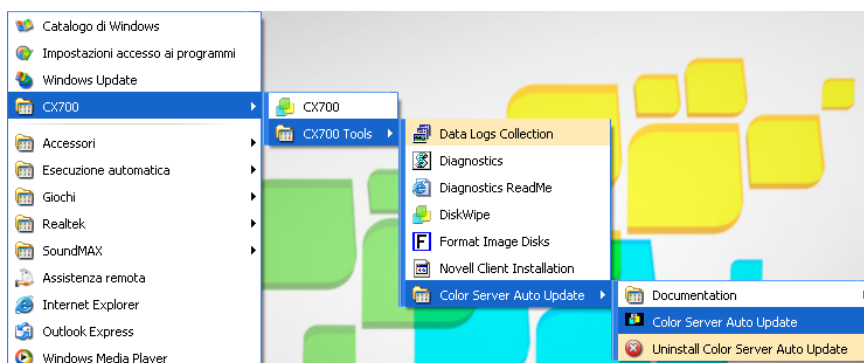 Catalogo di Windows
Impostazioni accesso ai programmi
Windows Update
CX700
Accessori
Esecuzione automatica
Giochi
Realtek
SoundMAX
Assistenza remota
Internet Explorer
Outlook Express
Windows Media Player
CX700
CX700 Tools
Data Logs Collection
Diagnostics
Diagnostics ReadMe
DiskWipe
Format Image Disks
Novell Client Installation
Color Server Auto Update
Documentation
Color Server Auto Update
Uninstall Color Server Auto Update